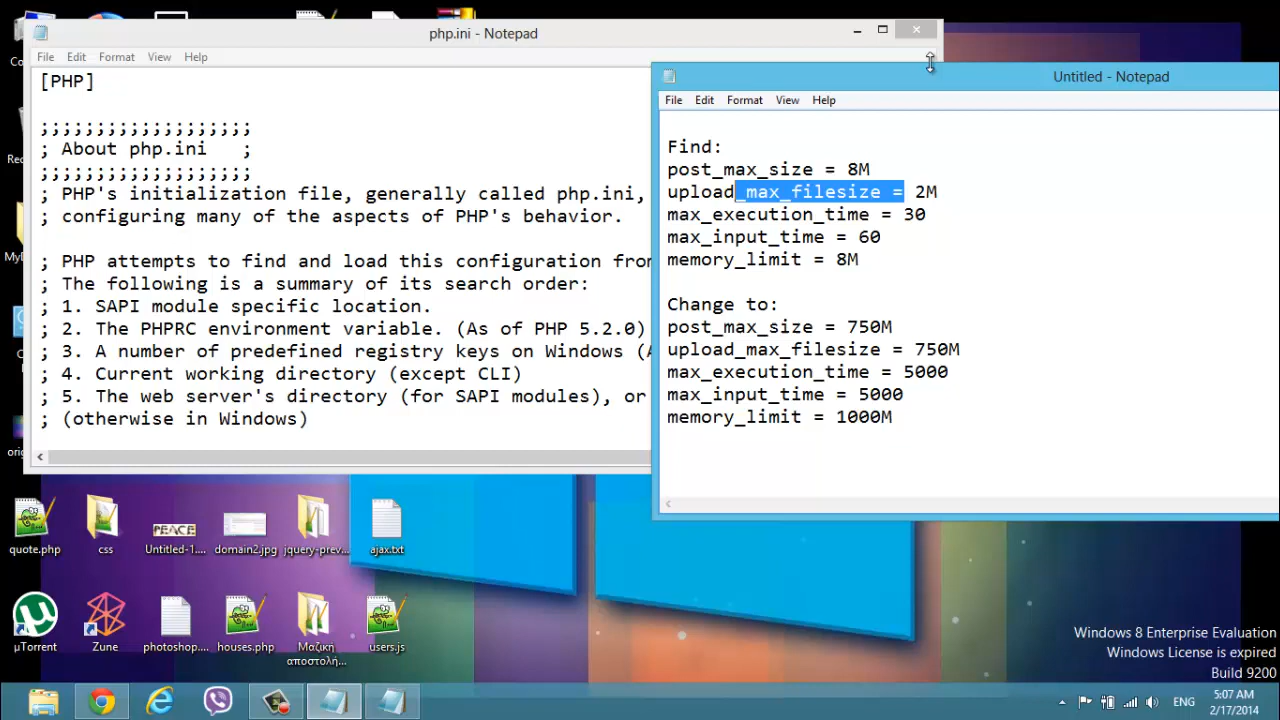 php.ini - Notepad
File Edit Format View Help
[PHP]
;;;;;;;;;;;;;;;;;;;
; About php.ini   ;
;;;;;;;;;;;;;;;;;;;
; PHP's initialization file, generally called php.ini,
; configuring many of the aspects of PHP's behavior.
; PHP attempts to find and load this configuration from
; The following is a summary of its search order:
; 1. SAPI module specific location.
; 2. The PHPRC environment variable. (As of PHP 5.2.0)
; 3. A number of predefined registry keys on Windows (A
; 4. Current working directory (except CLI)
; 5. The web server's directory (for SAPI modules), or
; (otherwise in Windows)
Untitled - Notepad
File Edit Format View Help
Find:
post_max_size = 8M
upload_max_filesize = 2M
max_execution_time = 30
max_input_time = 60
memory_limit = 8M
Change to:
post_max_size = 750M
upload_max_filesize = 750M
max_execution_time = 5000
max_input_time = 5000
memory_limit = 1000M
quote.php
css
Untitled-1....
domain2.jpg
jquery-prev...
ajax.txt
µTorrent
Zune
photoshop....
houses.php
Μαζική
αποστολή...
users.js
Windows 8 Enterprise Evaluation
Windows License is expired
Build 9200
ENG
5:07 AM
2/17/2014